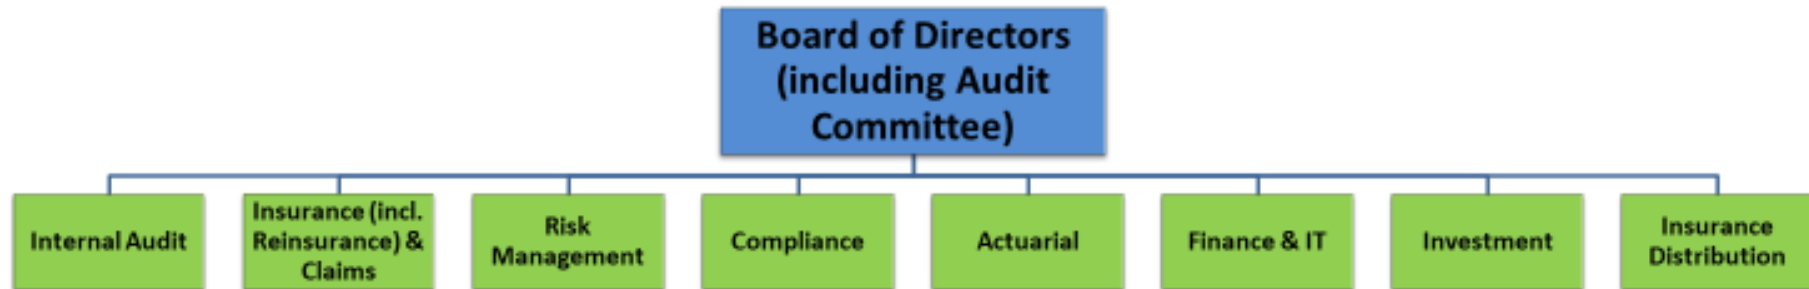 Board of Directors
(including Audit
Committee)
Internal Audit
Insurance (incl.
Reinsurance) &
Claims
Risk
Management
Compliance
Actuarial
Finance & IT
Investment
Insurance
Distribution